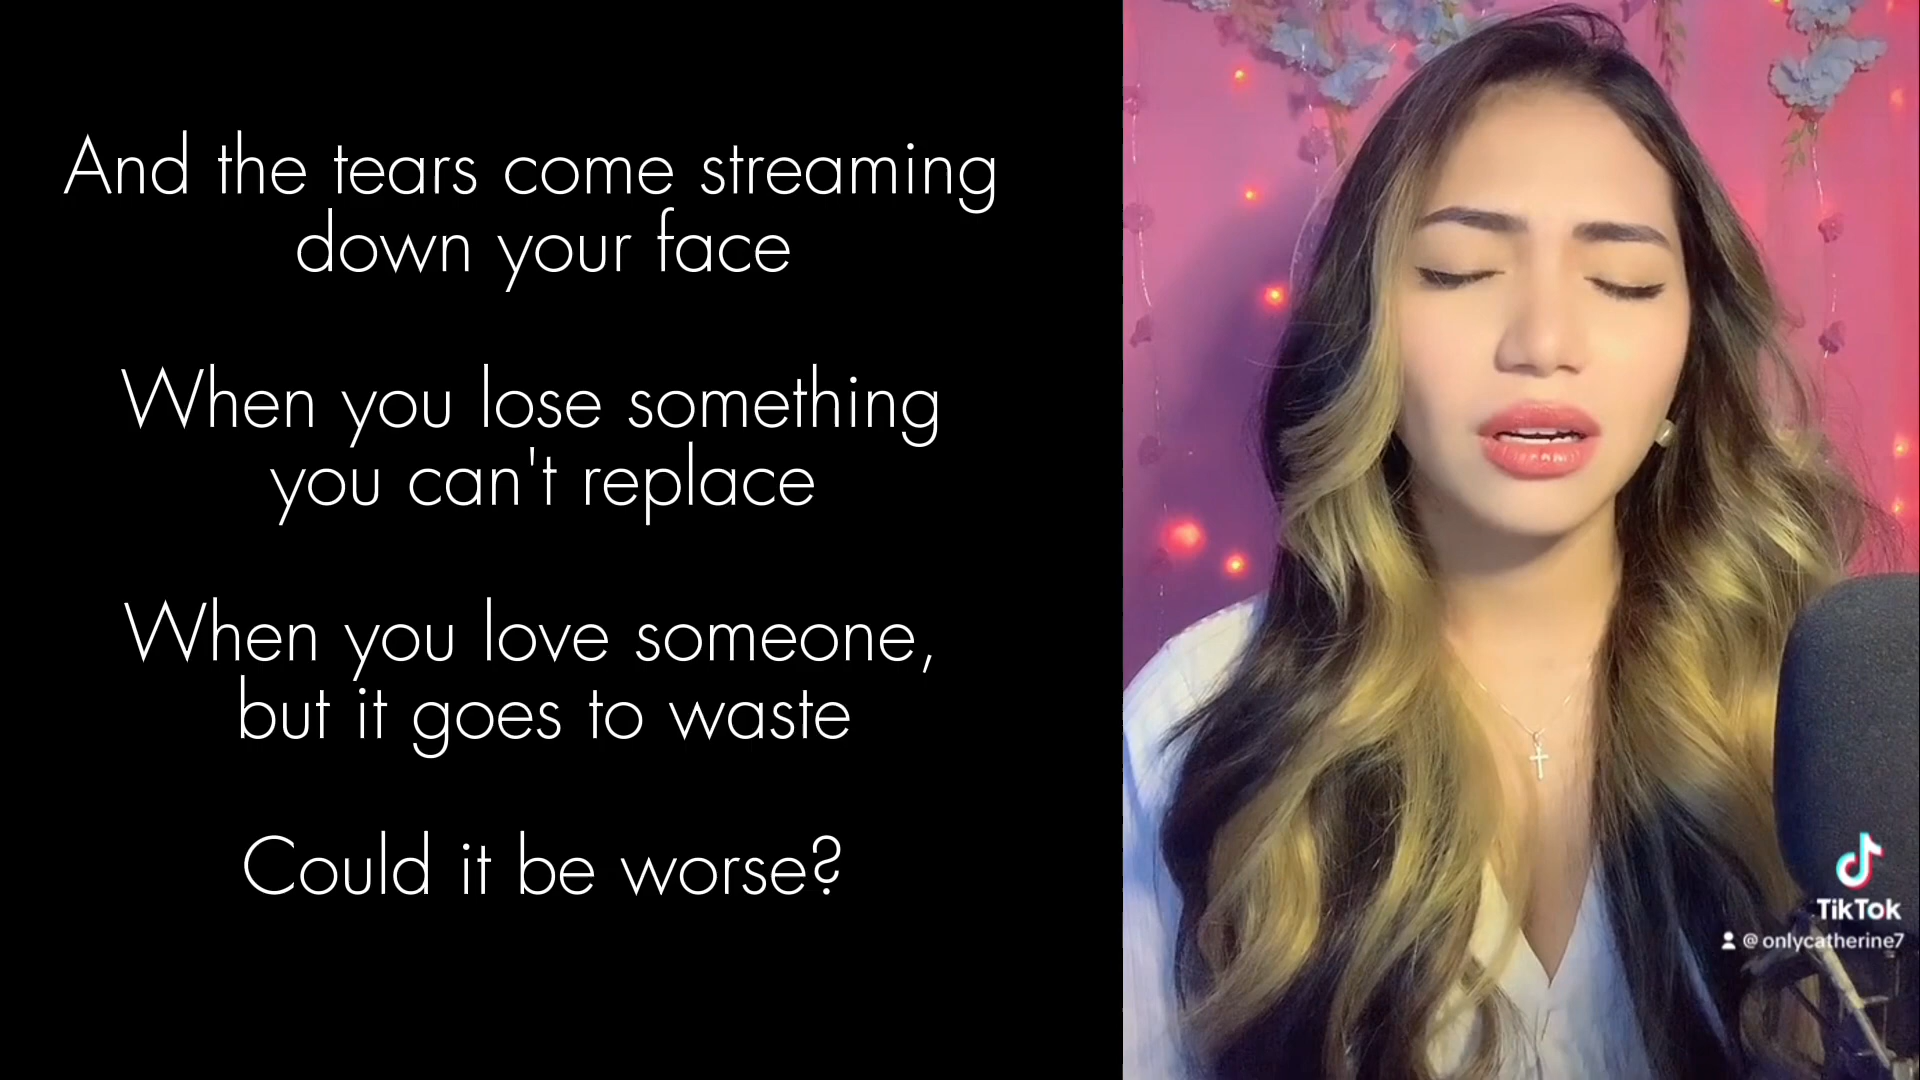 And the tears come streaming
down your face
When you lose something
you can't replace
When you love someone,
but it goes to waste
Could it be worse?
TikTok
@ onlycatherine7